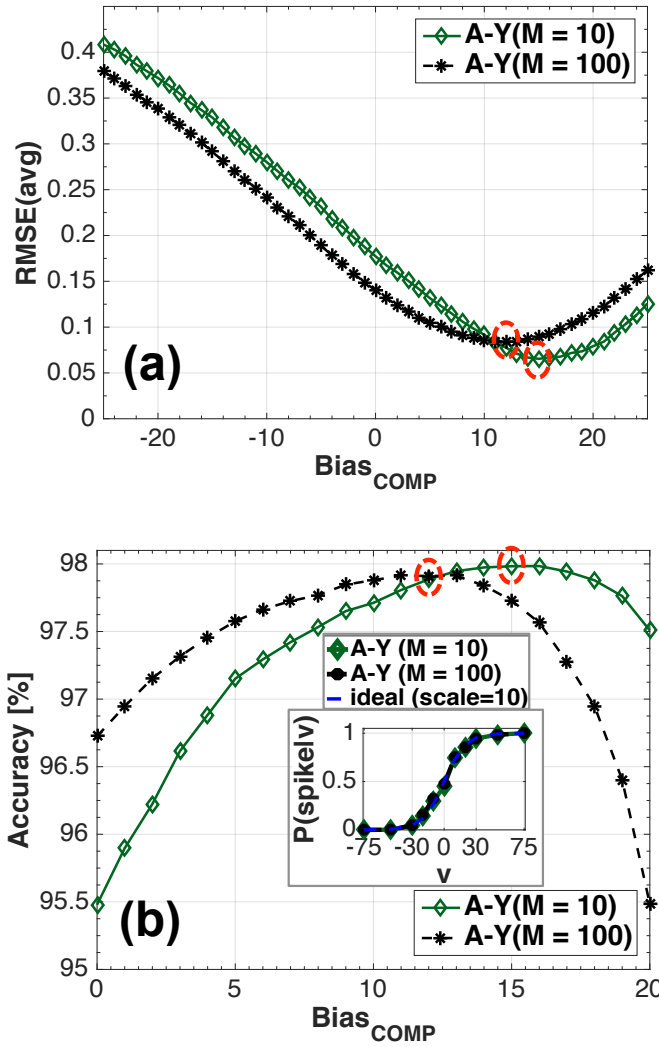 A-Y(M = 10)
A-Y(M = 100)
RMSE(avg)
0.4
0.35
0.3
0.25
0.2
0.15
0.1
0.05
0
(a)
-20 -10 0 10 20
Bias_COMP
Accuracy [%]
98
97.5
97
96.5
96
95.5
95
A-Y (M = 10)
A-Y (M = 100)
ideal (scale=10)
P(spike|v)
1
0.5
0
-75 -30 0 30 75
v
(b)
A-Y(M = 10)
A-Y(M = 100)
0 5 10 15 20
Bias_COMP